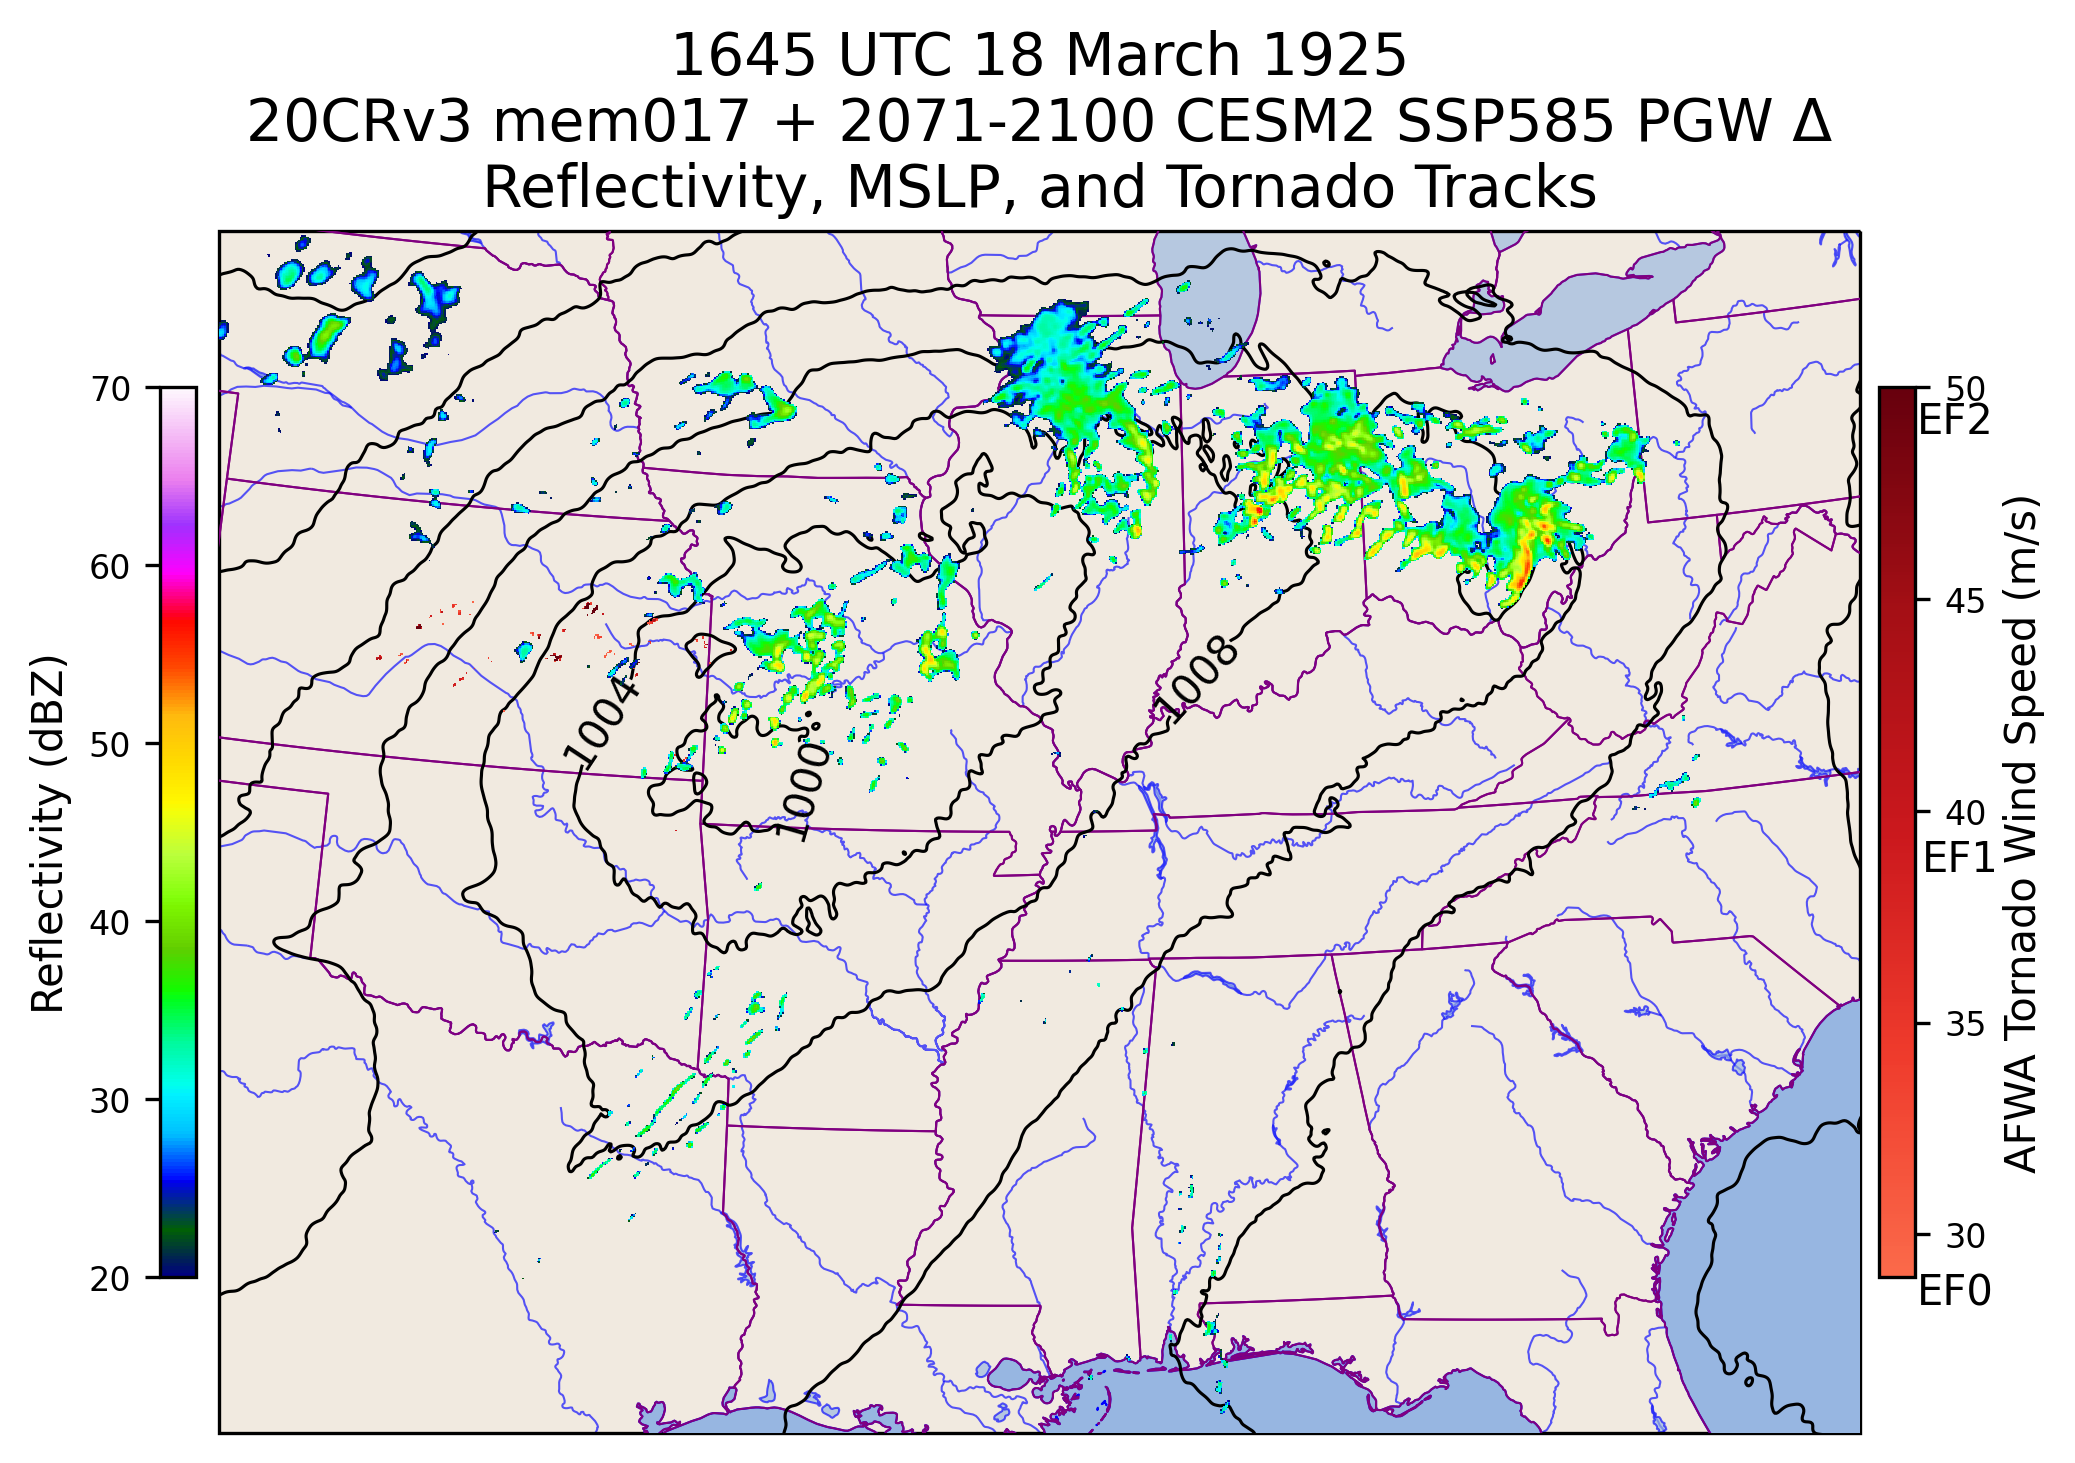 1645 UTC 18 March 1925
20CRv3 mem017 + 2071-2100 CESM2 SSP585 PGW Δ
Reflectivity, MSLP, and Tornado Tracks
70
60
50
40
30
20
Reflectivity (dBZ)
1004
1000
1008
50
EF2
45
40
EF1
35
30
EF0
AFWA Tornado Wind Speed (m/s)